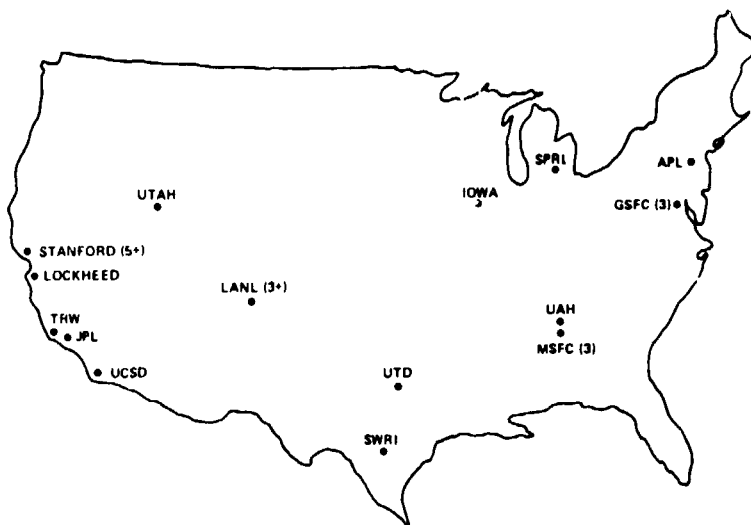 SPRL
APL
UTAH
IOWA
GSFC (3)
STANFORD (5+)
LOCKHEED
LANL (3+)
UAH
TRW
JPL
MSFC (3)
UCSD
UTD
SWRI